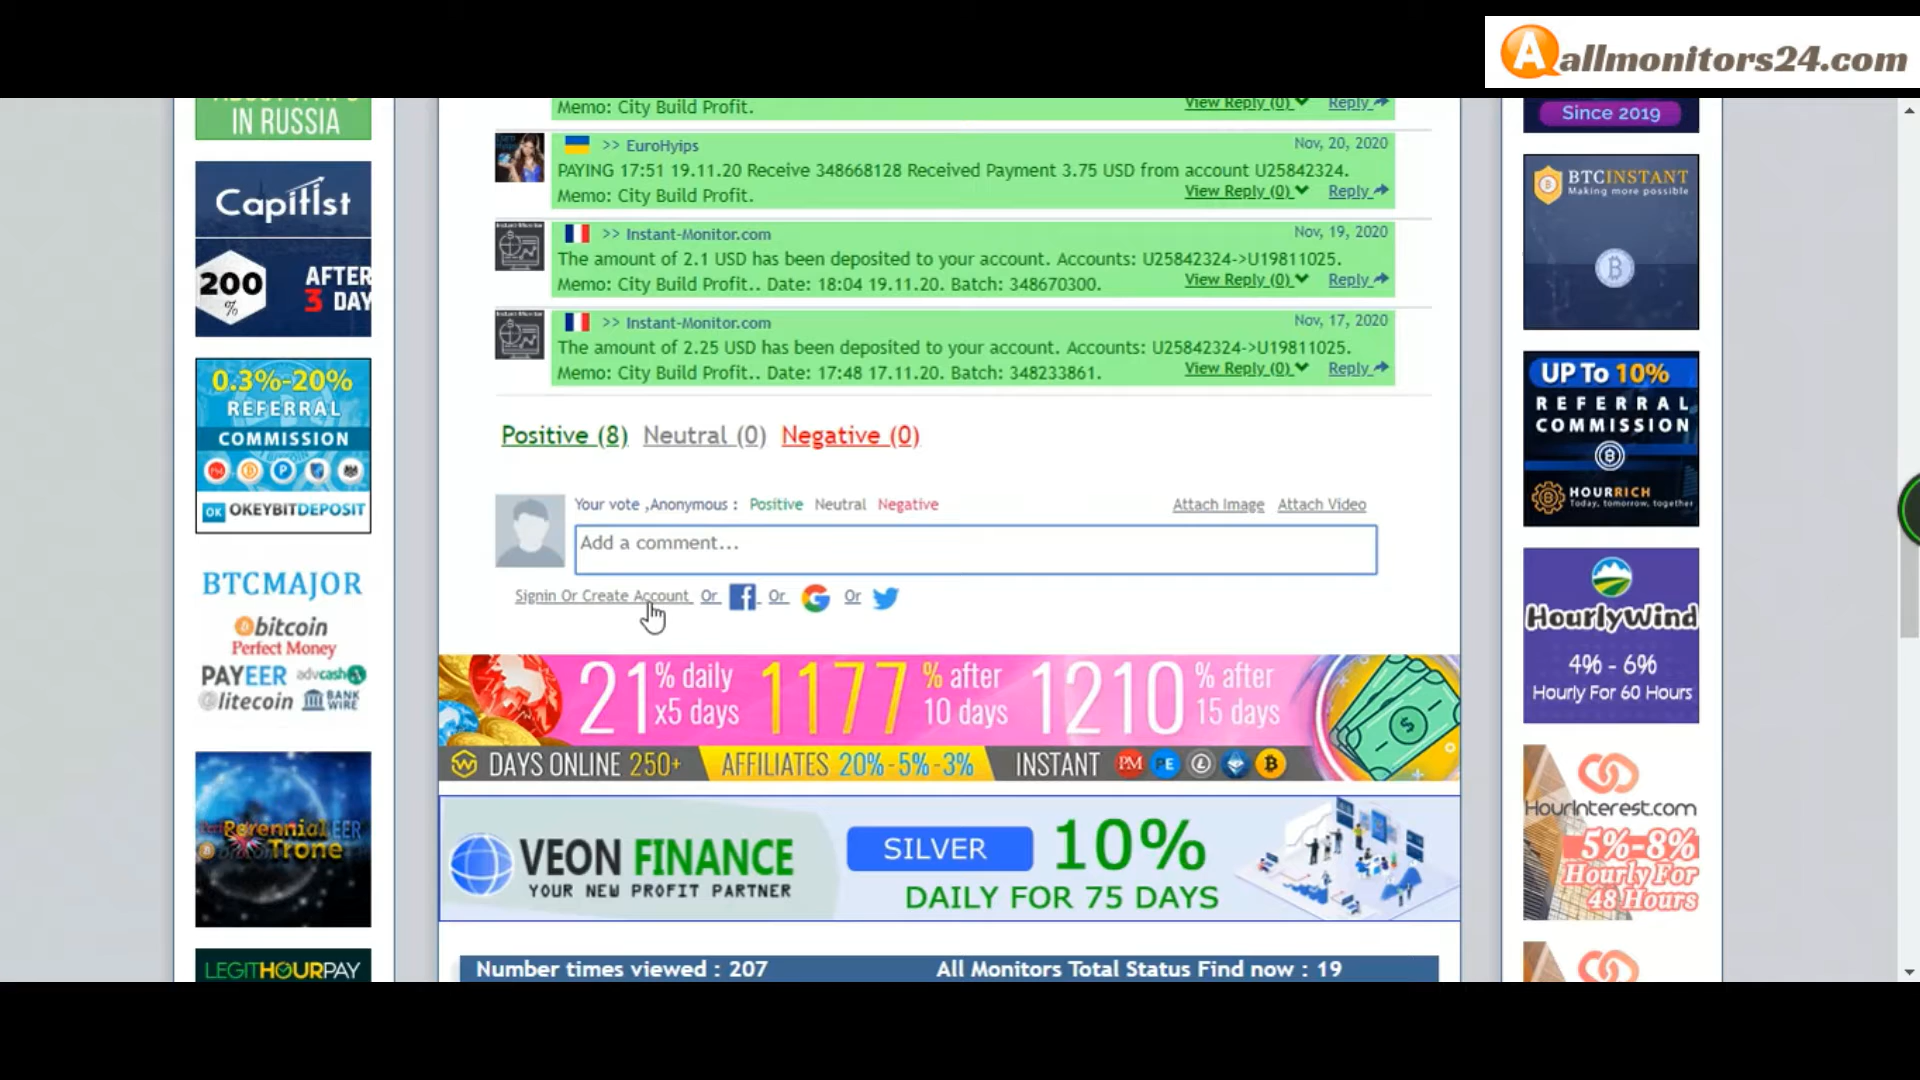 allmonitors24.com
IN RUSSIA
Capitlst
200 %
AFTER
3 DAY
0.3%-20%
REFERRAL
COMMISSION
OK OKEYBITDEPOSIT
BTCMAJOR
bitcoin
Perfect Money
PAYEER advcash
litecoin BANK WIRE
Perennial
Trone
LEGITHOURPAY
Memo: City Build Profit.
View Reply (0) Reply
>> EuroHyips
Nov, 20, 2020
PAYING 17:51 19.11.20 Receive 348668128 Received Payment 3.75 USD from account U25842324.
Memo: City Build Profit.
View Reply (0) Reply
>> Instant-Monitor.com
Nov, 19, 2020
The amount of 2.1 USD has been deposited to your account. Accounts: U25842324->U19811025.
Memo: City Build Profit.. Date: 18:04 19.11.20. Batch: 348670300.
View Reply (0) Reply
>> Instant-Monitor.com
Nov, 17, 2020
The amount of 2.25 USD has been deposited to your account. Accounts: U25842324->U19811025.
Memo: City Build Profit.. Date: 17:48 17.11.20. Batch: 348233861.
View Reply (0) Reply
Positive (8) Neutral (0) Negative (0)
Your vote ,Anonymous : Positive Neutral Negative
Attach Image Attach Video
Add a comment...
Signin Or Create Account Or Or Or
21 % daily x5 days 1177 % after 10 days 1210 % after 15 days
DAYS ONLINE 250+ AFFILIATES 20%-5%-3% INSTANT PM PE
VEON FINANCE
YOUR NEW PROFIT PARTNER
SILVER 10%
DAILY FOR 75 DAYS
Number times viewed : 207
All Monitors Total Status Find now : 19
Since 2019
BTCINSTANT
Making more possible
UP To 10%
REFERRAL
COMMISSION
HOURRICH
Today, tomorrow, together
HourlyWind
4% - 6%
Hourly For 60 Hours
HourInterest.com
5%-8%
Hourly For
48 Hours